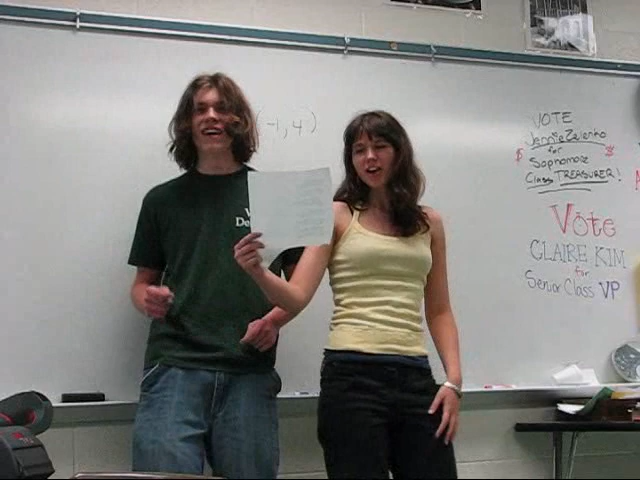 (-1, 4)
VOTE
Jennie Zelenko
$ for $
Sophomore
Class TREASURER!
Vote
CLAIRE KIM
for
Senior Class VP